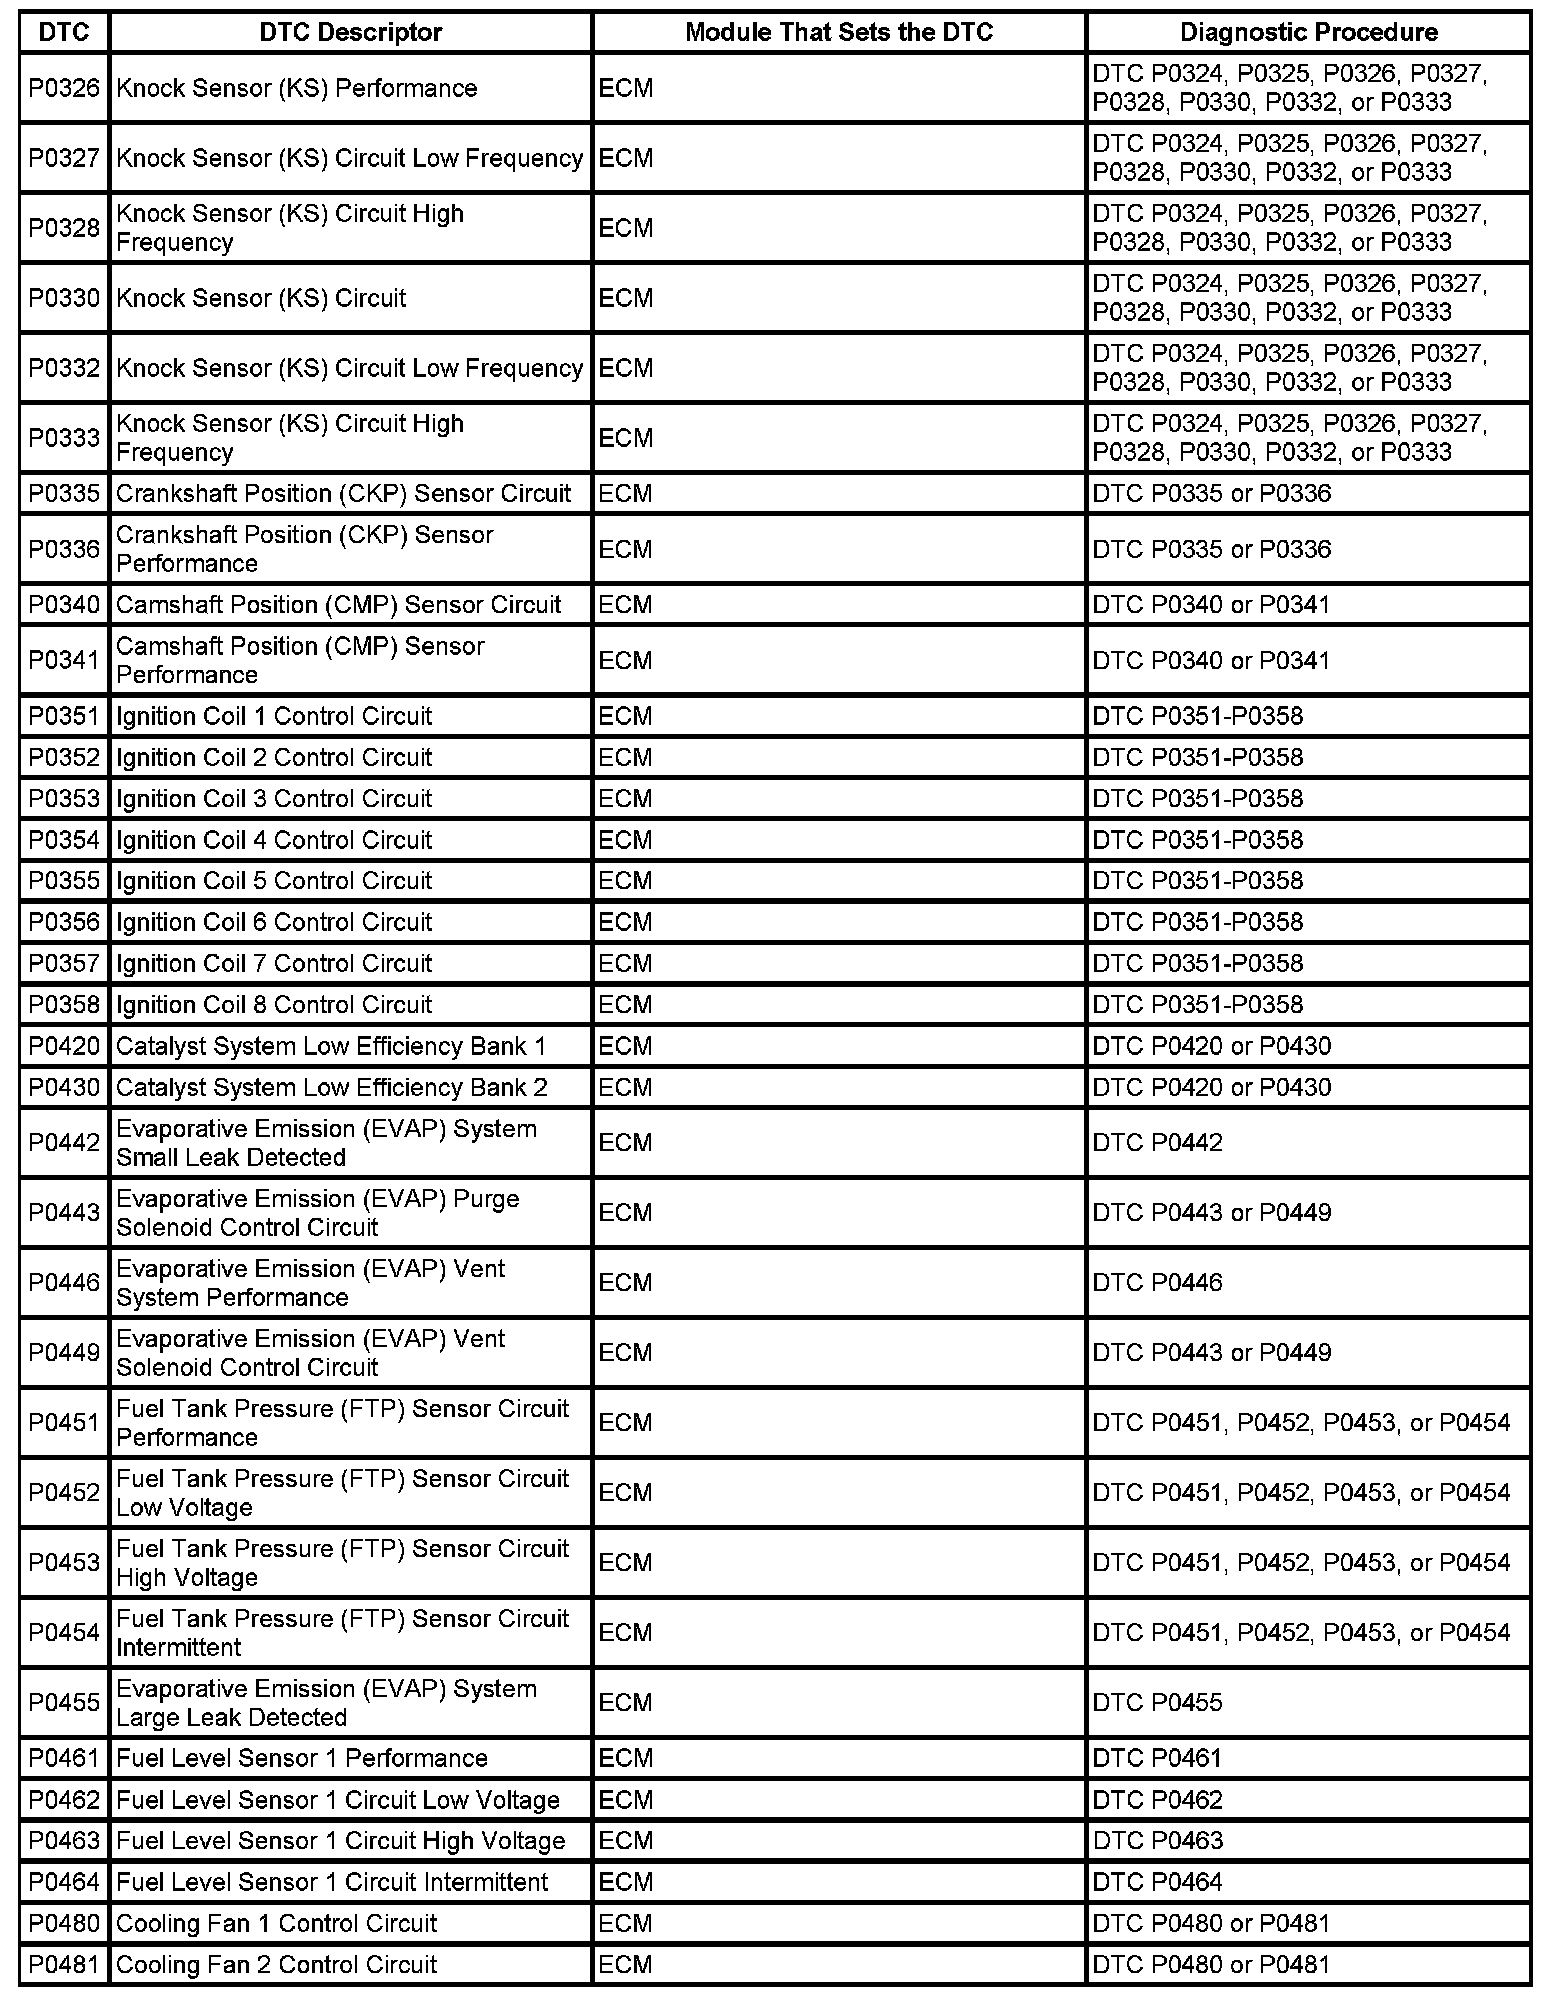 DTC DTC Descriptor Module That Sets the DTC Diagnostic Procedure
P0326 Knock Sensor (KS) Performance ECM DTC P0324, P0325, P0326, P0327,
P0328, P0330, P0332, or P0333
P0327 Knock Sensor (KS) Circuit Low Frequency ECM DTC P0324, P0325, P0326, P0327,
P0328, P0330, P0332, or P0333
P0328 Knock Sensor (KS) Circuit High
Frequency ECM DTC P0324, P0325, P0326, P0327,
P0328, P0330, P0332, or P0333
P0330 Knock Sensor (KS) Circuit ECM DTC P0324, P0325, P0326, P0327,
P0328, P0330, P0332, or P0333
P0332 Knock Sensor (KS) Circuit Low Frequency ECM DTC P0324, P0325, P0326, P0327,
P0328, P0330, P0332, or P0333
P0333 Knock Sensor (KS) Circuit High
Frequency ECM DTC P0324, P0325, P0326, P0327,
P0328, P0330, P0332, or P0333
P0335 Crankshaft Position (CKP) Sensor Circuit ECM DTC P0335 or P0336
P0336 Crankshaft Position (CKP) Sensor
Performance ECM DTC P0335 or P0336
P0340 Camshaft Position (CMP) Sensor Circuit ECM DTC P0340 or P0341
P0341 Camshaft Position (CMP) Sensor
Performance ECM DTC P0340 or P0341
P0351 Ignition Coil 1 Control Circuit ECM DTC P0351-P0358
P0352 Ignition Coil 2 Control Circuit ECM DTC P0351-P0358
P0353 Ignition Coil 3 Control Circuit ECM DTC P0351-P0358
P0354 Ignition Coil 4 Control Circuit ECM DTC P0351-P0358
P0355 Ignition Coil 5 Control Circuit ECM DTC P0351-P0358
P0356 Ignition Coil 6 Control Circuit ECM DTC P0351-P0358
P0357 Ignition Coil 7 Control Circuit ECM DTC P0351-P0358
P0358 Ignition Coil 8 Control Circuit ECM DTC P0351-P0358
P0420 Catalyst System Low Efficiency Bank 1 ECM DTC P0420 or P0430
P0430 Catalyst System Low Efficiency Bank 2 ECM DTC P0420 or P0430
P0442 Evaporative Emission (EVAP) System
Small Leak Detected ECM DTC P0442
P0443 Evaporative Emission (EVAP) Purge
Solenoid Control Circuit ECM DTC P0443 or P0449
P0446 Evaporative Emission (EVAP) Vent
System Performance ECM DTC P0446
P0449 Evaporative Emission (EVAP) Vent
Solenoid Control Circuit ECM DTC P0443 or P0449
P0451 Fuel Tank Pressure (FTP) Sensor Circuit
Performance ECM DTC P0451, P0452, P0453, or P0454
P0452 Fuel Tank Pressure (FTP) Sensor Circuit
Low Voltage ECM DTC P0451, P0452, P0453, or P0454
P0453 Fuel Tank Pressure (FTP) Sensor Circuit
High Voltage ECM DTC P0451, P0452, P0453, or P0454
P0454 Fuel Tank Pressure (FTP) Sensor Circuit
Intermittent ECM DTC P0451, P0452, P0453, or P0454
P0455 Evaporative Emission (EVAP) System
Large Leak Detected ECM DTC P0455
P0461 Fuel Level Sensor 1 Performance ECM DTC P0461
P0462 Fuel Level Sensor 1 Circuit Low Voltage ECM DTC P0462
P0463 Fuel Level Sensor 1 Circuit High Voltage ECM DTC P0463
P0464 Fuel Level Sensor 1 Circuit Intermittent ECM DTC P0464
P0480 Cooling Fan 1 Control Circuit ECM DTC P0480 or P0481
P0481 Cooling Fan 2 Control Circuit ECM DTC P0480 or P0481